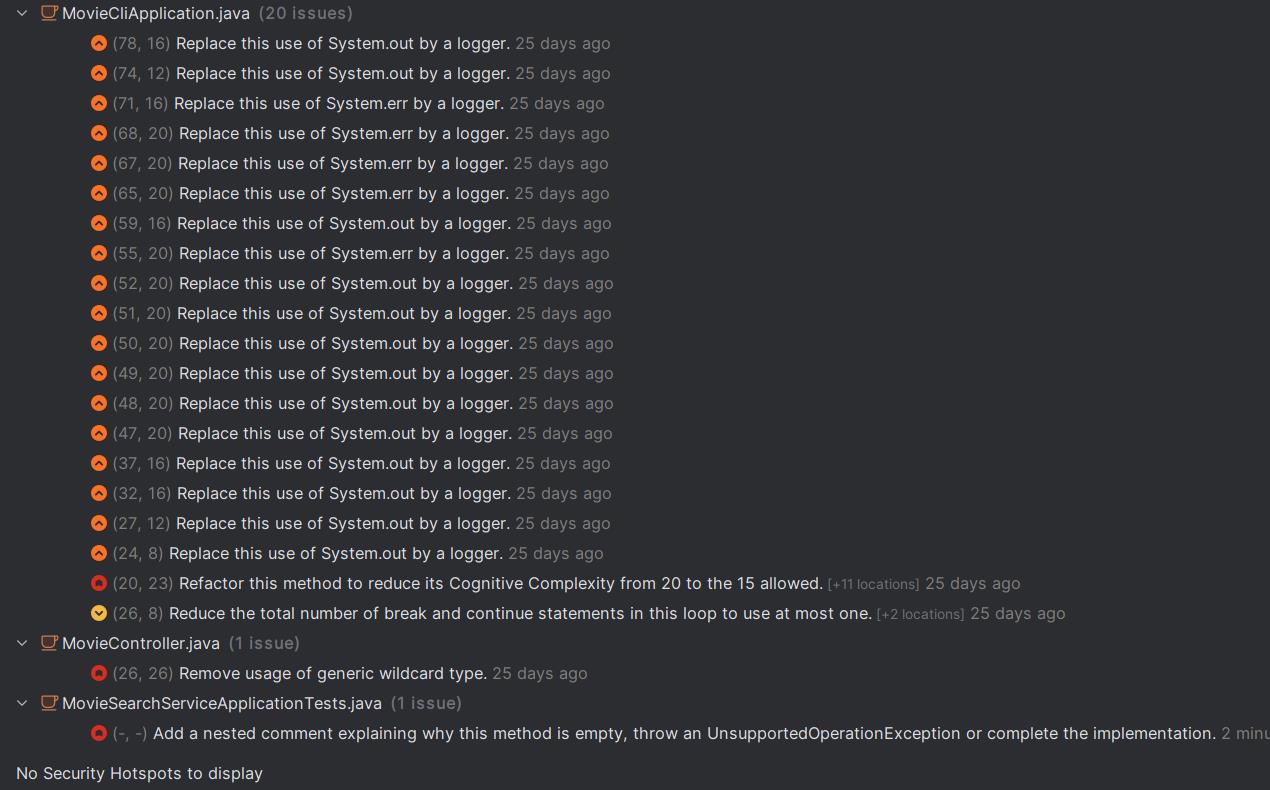 MovieCliApplication.java (20 issues)
(78, 16) Replace this use of System.out by a logger. 25 days ago
(74, 12) Replace this use of System.out by a logger. 25 days ago
(71, 16) Replace this use of System.err by a logger. 25 days ago
(68, 20) Replace this use of System.err by a logger. 25 days ago
(67, 20) Replace this use of System.err by a logger. 25 days ago
(65, 20) Replace this use of System.err by a logger. 25 days ago
(59, 16) Replace this use of System.out by a logger. 25 days ago
(55, 20) Replace this use of System.err by a logger. 25 days ago
(52, 20) Replace this use of System.out by a logger. 25 days ago
(51, 20) Replace this use of System.out by a logger. 25 days ago
(50, 20) Replace this use of System.out by a logger. 25 days ago
(49, 20) Replace this use of System.out by a logger. 25 days ago
(48, 20) Replace this use of System.out by a logger. 25 days ago
(47, 20) Replace this use of System.out by a logger. 25 days ago
(37, 16) Replace this use of System.out by a logger. 25 days ago
(32, 16) Replace this use of System.out by a logger. 25 days ago
(27, 12) Replace this use of System.out by a logger. 25 days ago
(24, 8) Replace this use of System.out by a logger. 25 days ago
(20, 23) Refactor this method to reduce its Cognitive Complexity from 20 to the 15 allowed. [+11 locations] 25 days ago
(26, 8) Reduce the total number of break and continue statements in this loop to use at most one. [+2 locations] 25 days ago
MovieController.java (1 issue)
(26, 26) Remove usage of generic wildcard type. 25 days ago
MovieSearchServiceApplicationTests.java (1 issue)
(-, -) Add a nested comment explaining why this method is empty, throw an UnsupportedOperationException or complete the implementation. 2 minu
No Security Hotspots to display